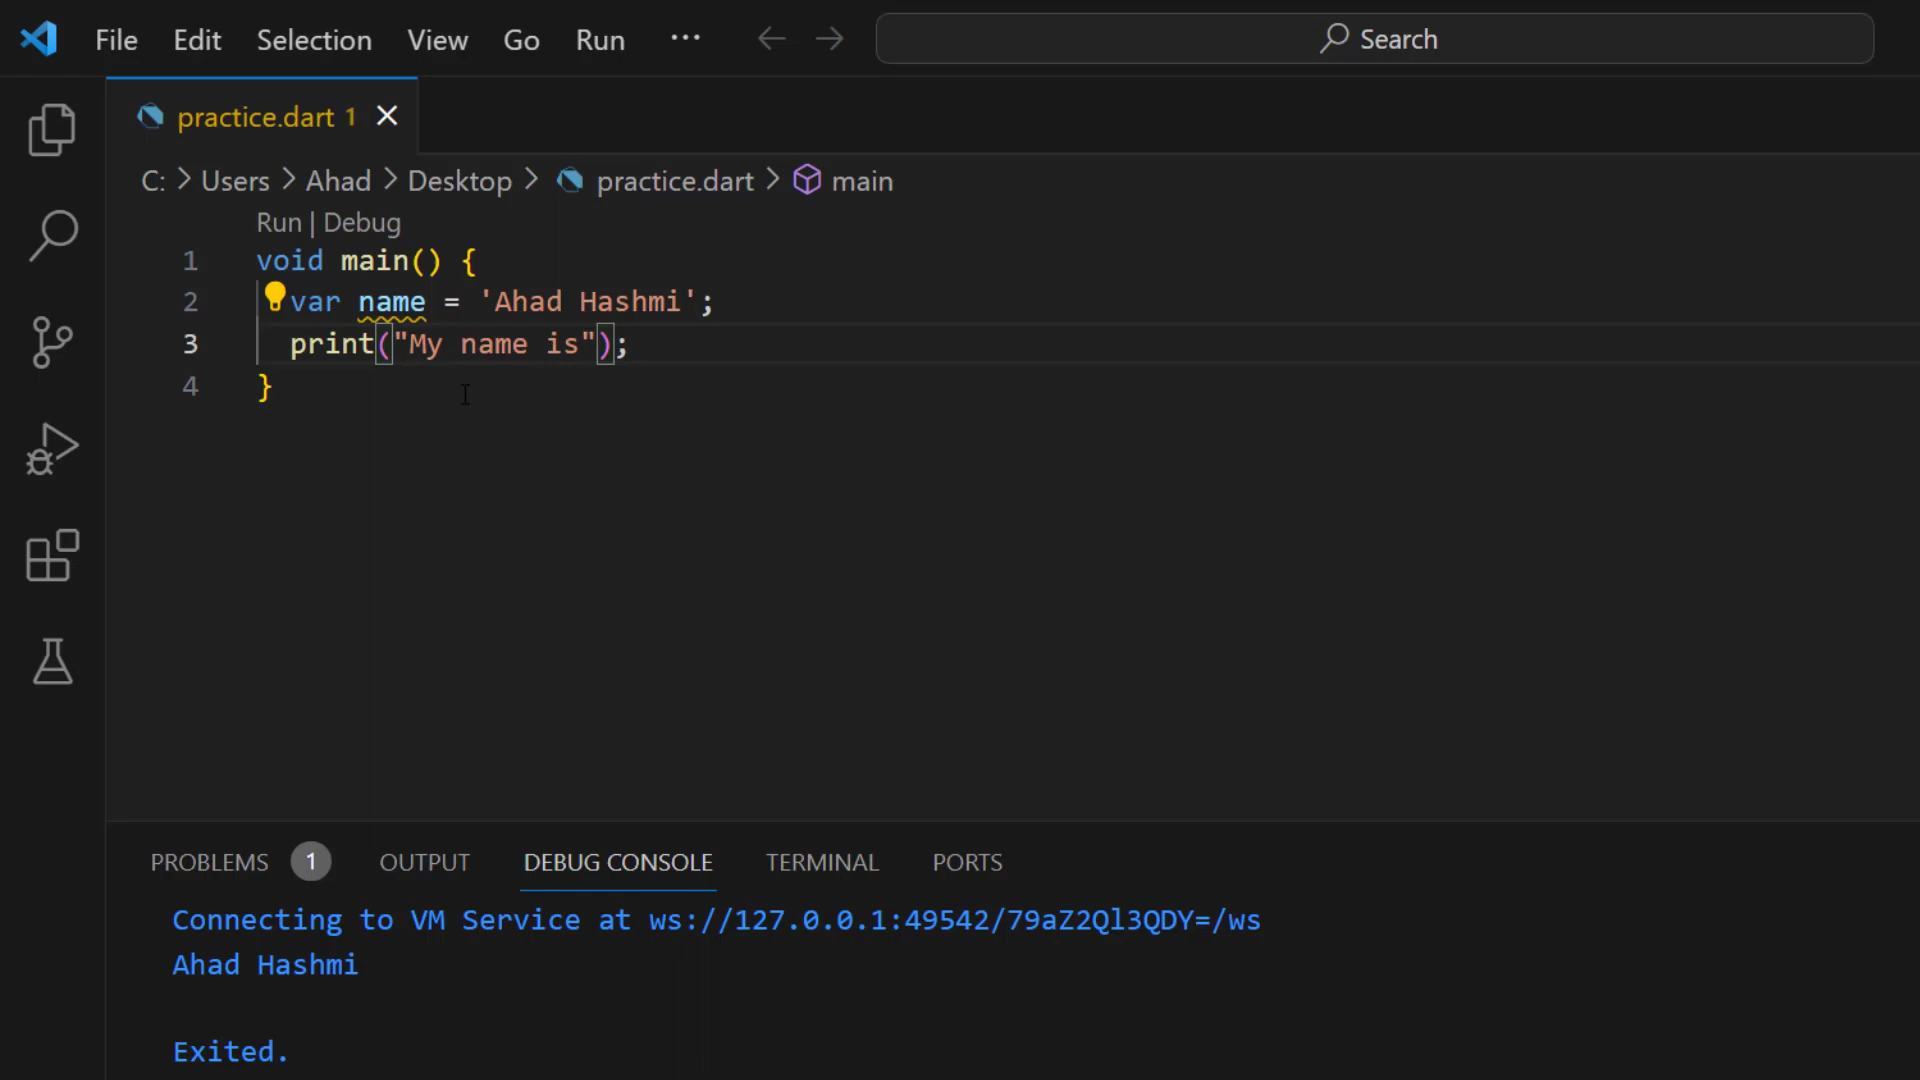 File Edit Selection View Go Run ··· Search
practice.dart 1
C: > Users > Ahad > Desktop > practice.dart > main
Run | Debug
1 void main() {
2 var name = 'Ahad Hashmi';
3 print("My name is");
4 }
PROBLEMS 1 OUTPUT DEBUG CONSOLE TERMINAL PORTS
Connecting to VM Service at ws://127.0.0.1:49542/79aZ2Ql3QDY=/ws
Ahad Hashmi
Exited.